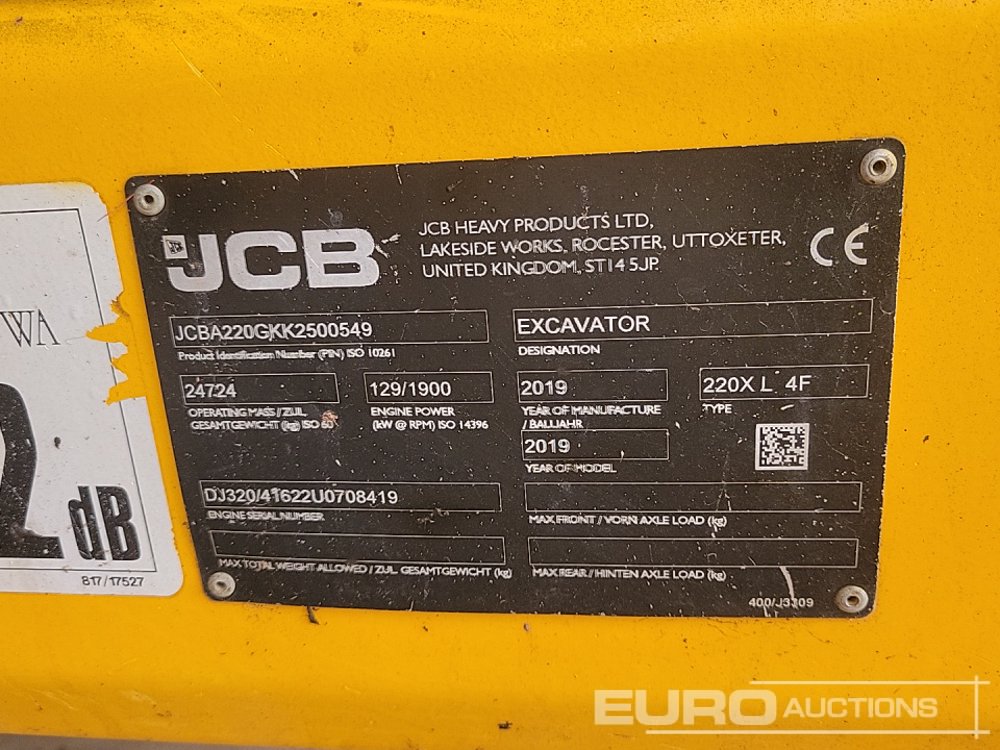 JCB
JCB HEAVY PRODUCTS LTD,
LAKESIDE WORKS, ROCESTER, UTTOXETER,
UNITED KINGDOM, ST14 5JP.
CE
JCBA220GKK2500549
Product Identification Number (PIN) ISO 10261
EXCAVATOR
DESIGNATION
24724
OPERATING MASS / ZUL.
GESAMTGEWICHT (kg) ISO 60
129/1900
ENGINE POWER
(kW @ RPM) ISO 14396
2019
YEAR OF MANUFACTURE
/ BAUJAHR
220X L 4F
TYPE
2019
YEAR OF MODEL
DJ320/41622U0708419
ENGINE SERIAL NUMBER
MAX FRONT / VORN AXLE LOAD (kg)
MAX TOTAL WEIGHT ALLOWED / ZUL. GESAMTGEWICHT (kg)
MAX REAR / HINTEN AXLE LOAD (kg)
400/J3309
WA
2
dB
817/17527
EURO AUCTIONS